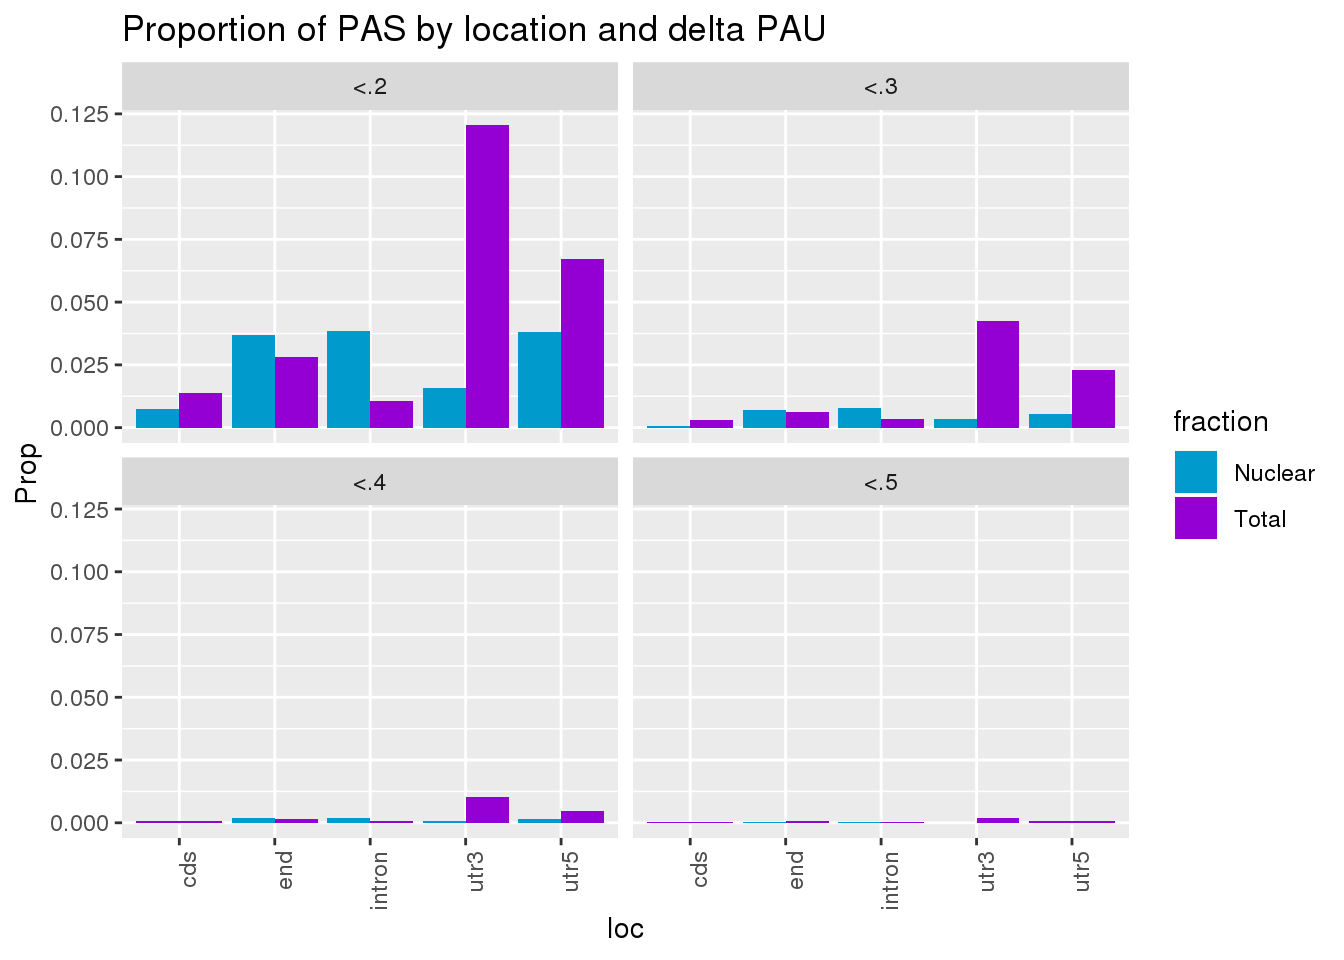 Proportion of PAS by location and delta PAU
<.2
<.3
0.125
0.100
0.075
0.050
0.025
0.000
<.4
<.5
0.125
0.100
0.075
0.050
0.025
0.000
cds
end
intron
utr3
utr5
cds
end
intron
utr3
utr5
loc
Prop
fraction
Nuclear
Total